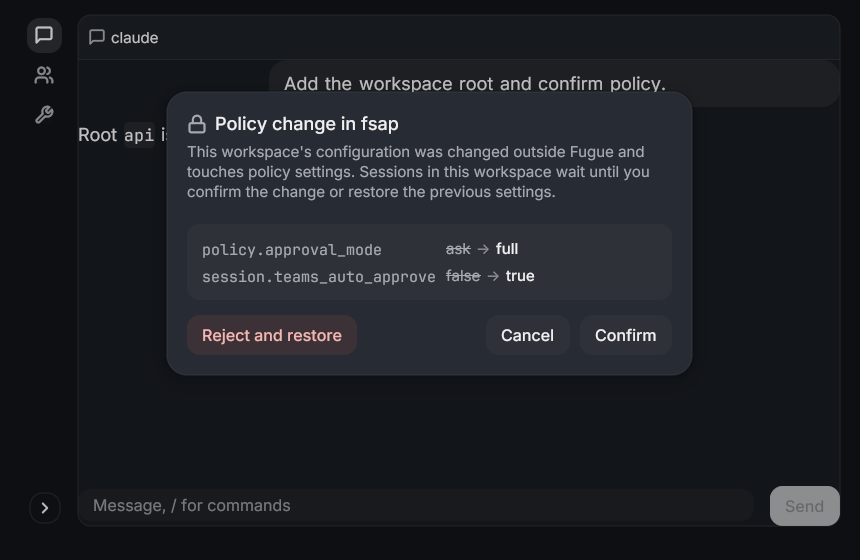 claude
Add the workspace root and confirm policy.
Root api
Policy change in fsap
This workspace's configuration was changed outside Fugue and
touches policy settings. Sessions in this workspace wait until you
confirm the change or restore the previous settings.
policy.approval_mode ask → full
session.teams_auto_approve false → true
Reject and restore Cancel Confirm
Message, / for commands Send